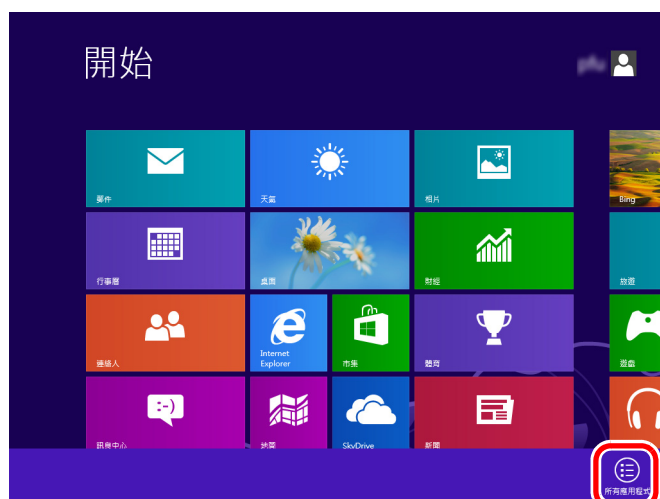 開始
郵件
天氣
相片
Bing
行事曆
桌面
財經
旅遊
連絡人
Internet
Explorer
市集
體育
遊戲
訊息中心
地圖
SkyDrive
新聞
所有應用程式